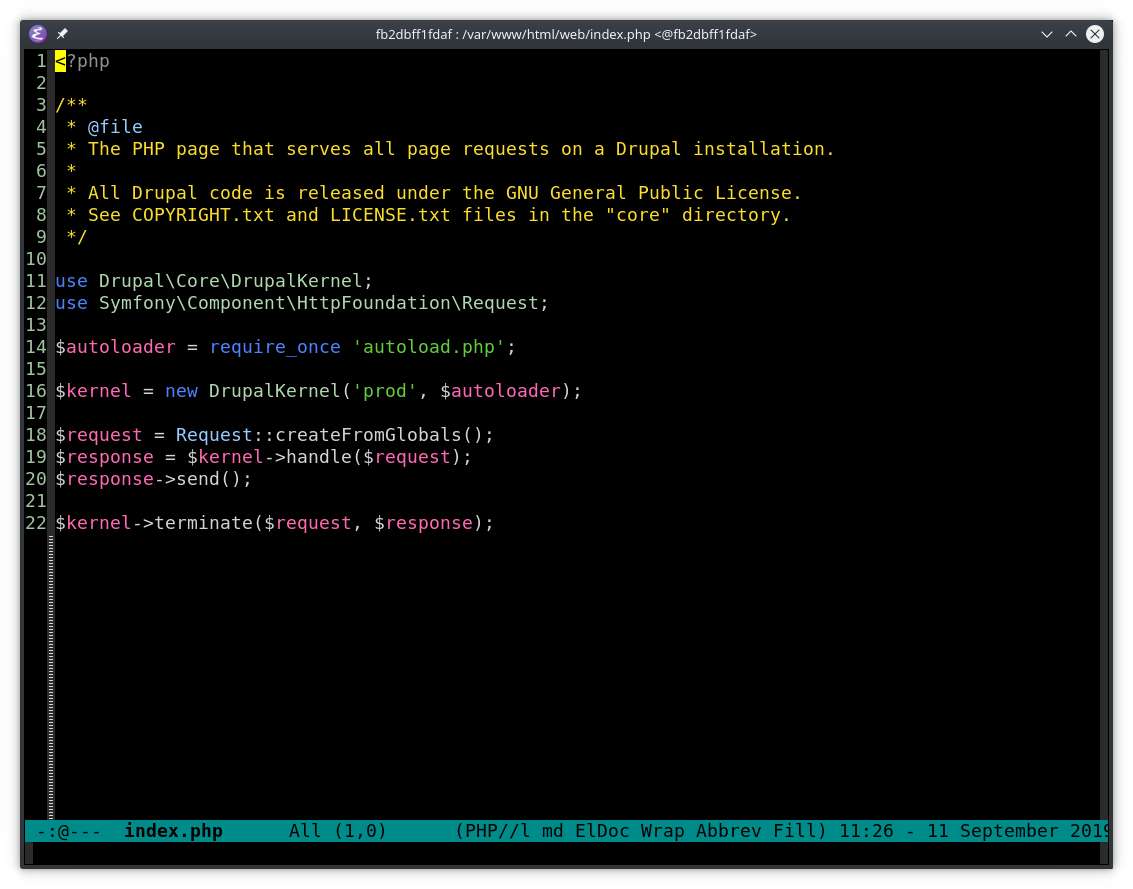 fb2dbff1fdaf : /var/www/html/web/index.php <@fb2dbff1fdaf>
1 <?php
2
3 /**
4  * @file
5  * The PHP page that serves all page requests on a Drupal installation.
6  *
7  * All Drupal code is released under the GNU General Public License.
8  * See COPYRIGHT.txt and LICENSE.txt files in the "core" directory.
9  */
10
11 use Drupal\Core\DrupalKernel;
12 use Symfony\Component\HttpFoundation\Request;
13
14 $autoloader = require_once 'autoload.php';
15
16 $kernel = new DrupalKernel('prod', $autoloader);
17
18 $request = Request::createFromGlobals();
19 $response = $kernel->handle($request);
20 $response->send();
21
22 $kernel->terminate($request, $response);
-:@---  index.php      All (1,0)      (PHP//l md ElDoc Wrap Abbrev Fill) 11:26 - 11 September 2019